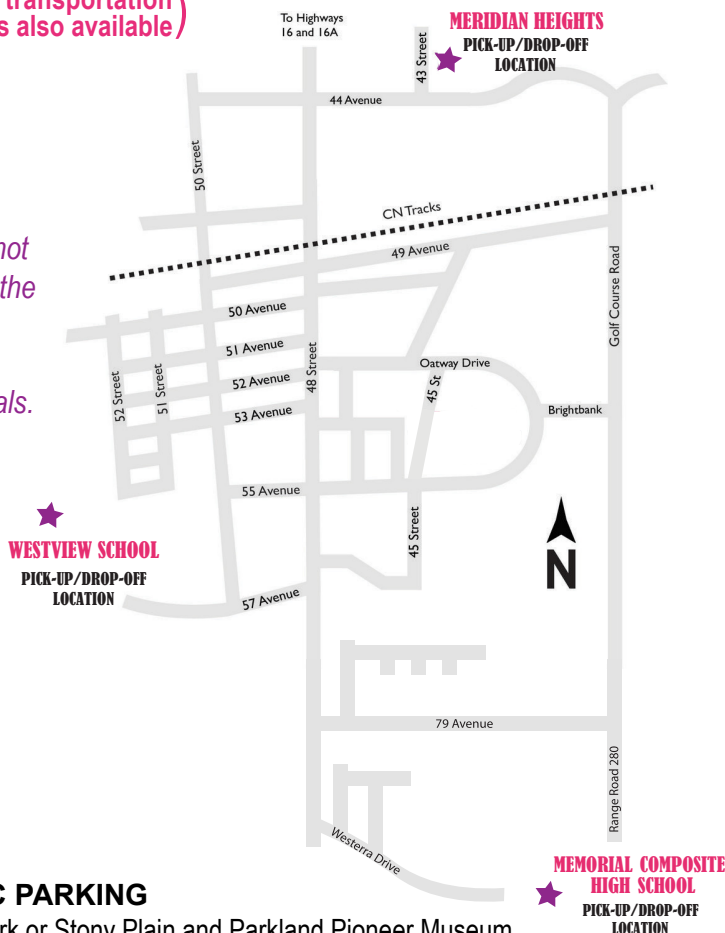 transportation
s also available)
To Highways
16 and 16A
MERIDIAN HEIGHTS
PICK-UP/DROP-OFF
LOCATION
43 Street
44 Avenue
50 Street
CN Tracks
not
the
49 Avenue
Golf Course Road
50 Avenue
51 Avenue
48 Street
Oatway Drive
52 Avenue
45 St
52 Street
51 Street
als.
53 Avenue
Brightbank
55 Avenue
45 Street
N
WESTVIEW SCHOOL
PICK-UP/DROP-OFF
LOCATION
57 Avenue
79 Avenue
Range Road 280
Westerra Drive
MEMORIAL COMPOSITE
HIGH SCHOOL
PICK-UP/DROP-OFF
LOCATION
C PARKING
rk or Stony Plain and Parkland Pioneer Museum